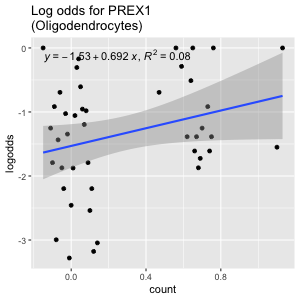 Log odds for PREX1
(Oligodendrocytes)
y = −1.53 + 0.692 x, R² = 0.08
logodds
0
-1
-2
-3
0.0 0.4 0.8
count